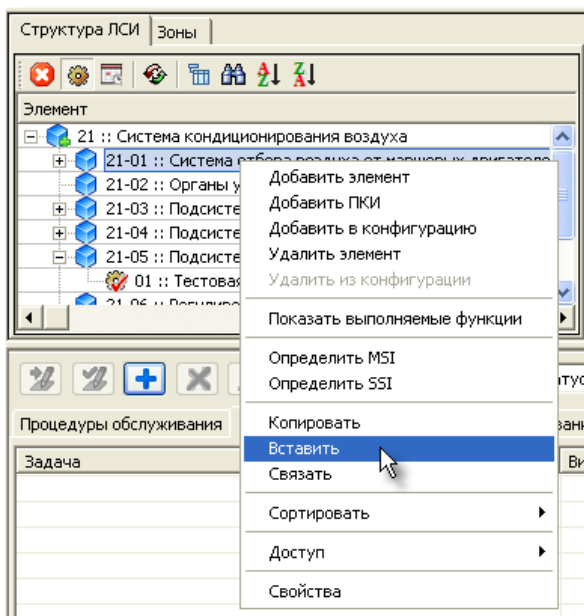 Структура ЛСИ
Зоны
Элемент
21 :: Система кондиционирования воздуха
21-01 :: Система отбора воздуха от маршевых двигателе
21-02 :: Органы у
21-03 :: Подсисте
21-04 :: Подсисте
21-05 :: Подсисте
01 :: Тестовая
21-06 :: Регулиро
Добавить элемент
Добавить ПКИ
Добавить в конфигурацию
Удалить элемент
Удалить из конфигурации
Показать выполняемые функции
Определить MSI
Определить SSI
Копировать
Вставить
Связать
Сортировать
Доступ
Свойства
Процедуры обслуживания
Задача
Ви